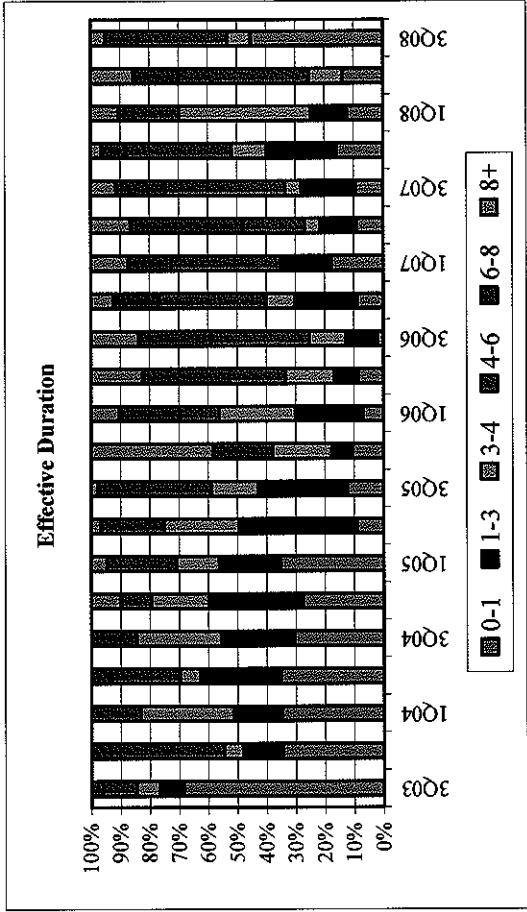 Effective Duration
100%
90%
80%
70%
60%
50%
40%
30%
20%
10%
0%
3Q03
1Q04
3Q04
1Q05
3Q05
1Q06
3Q06
1Q07
3Q07
1Q08
3Q08
0-1 1-3 3-4 4-6 6-8 8+